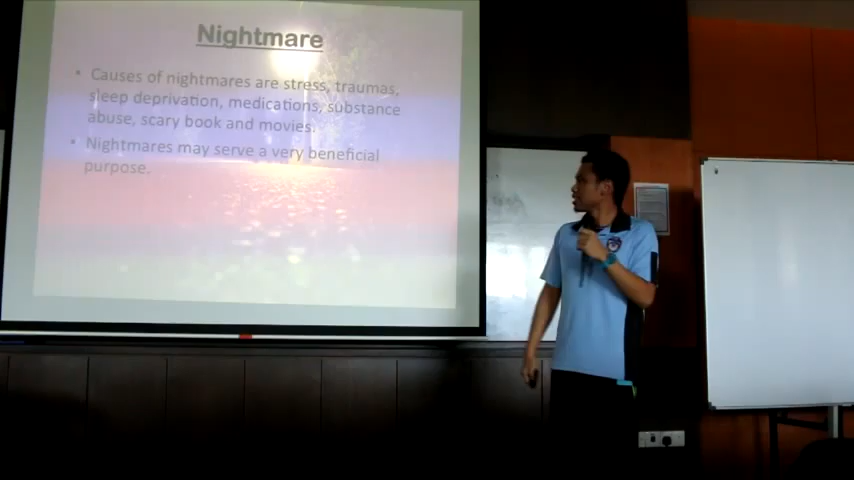 Nightmare
• Causes of nightmares are stress, traumas,
sleep deprivation, medications, substance
abuse, scary book and movies.
• Nightmares may serve a very beneficial
purpose.